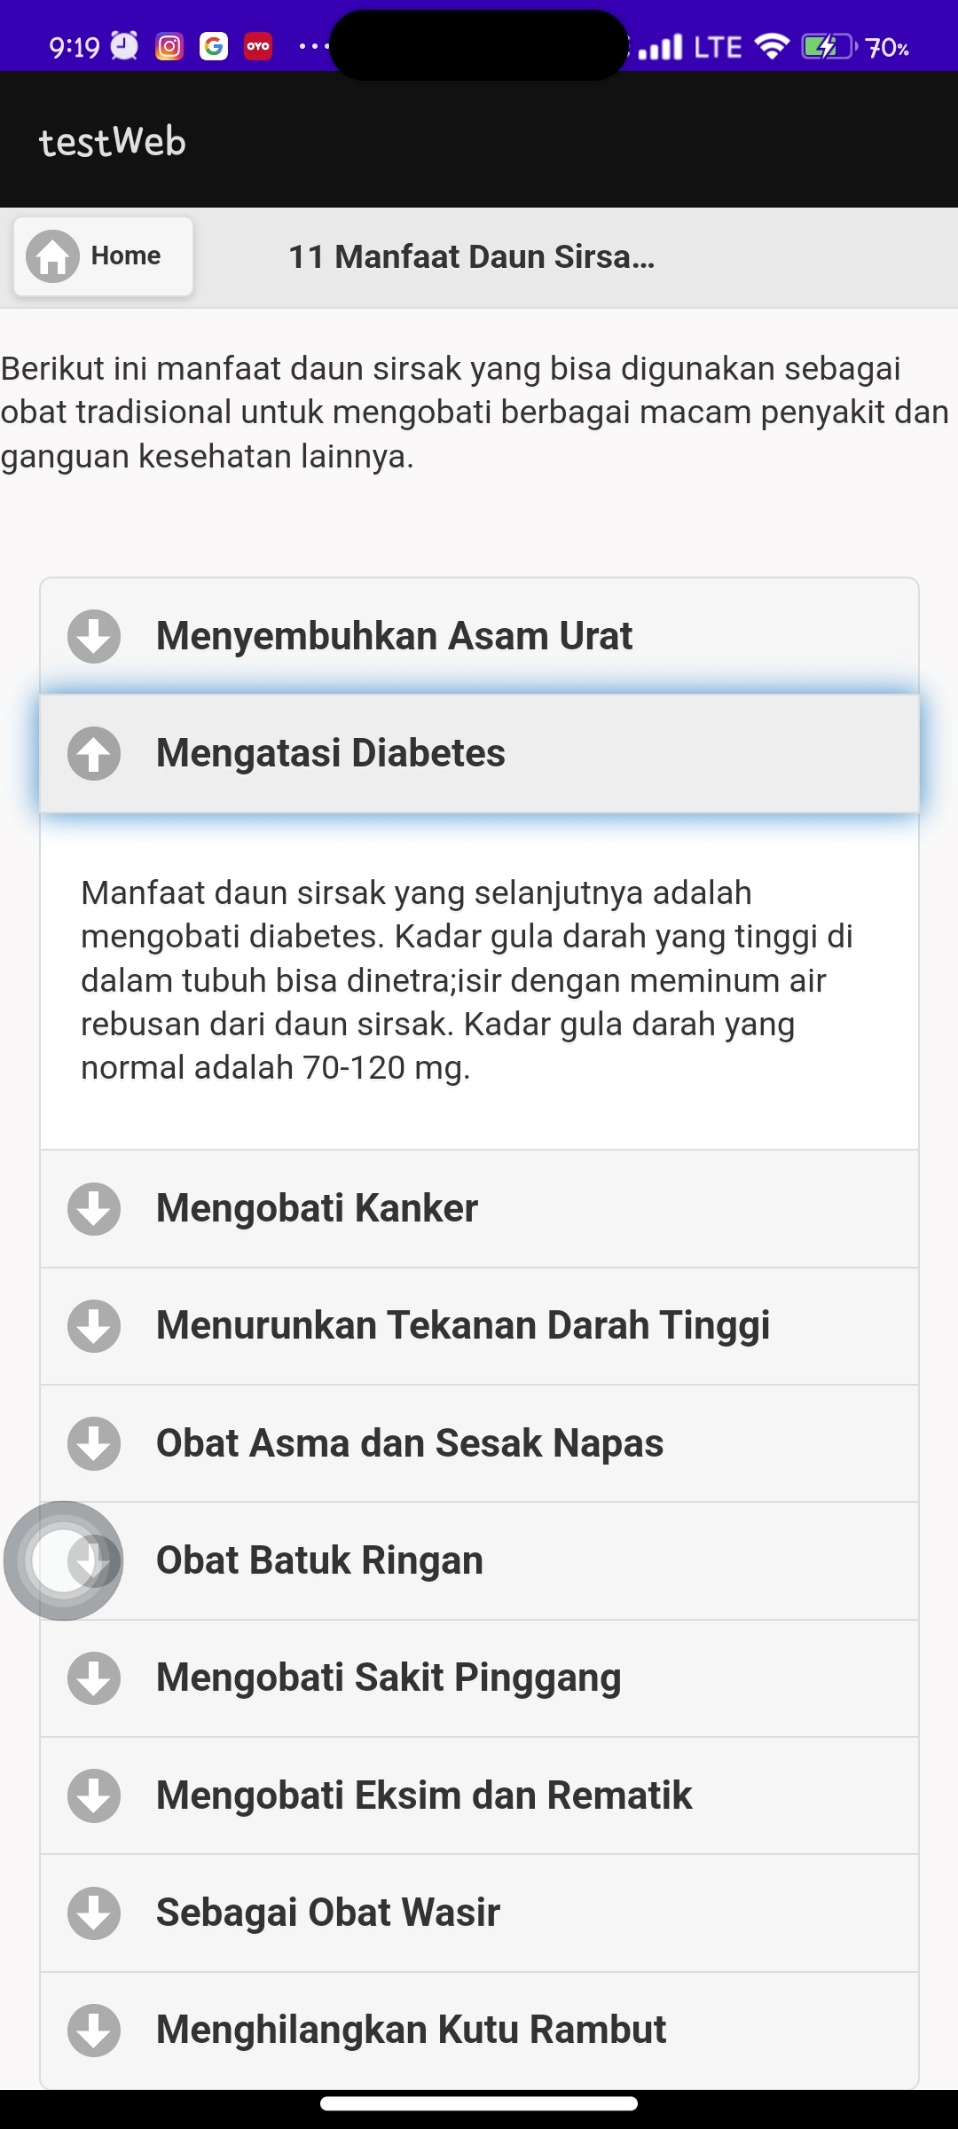 9:19 OYO LTE 70%
testWeb
Home 11 Manfaat Daun Sirsa...
Berikut ini manfaat daun sirsak yang bisa digunakan sebagai
obat tradisional untuk mengobati berbagai macam penyakit dan
ganguan kesehatan lainnya.
Menyembuhkan Asam Urat
Mengatasi Diabetes
Manfaat daun sirsak yang selanjutnya adalah
mengobati diabetes. Kadar gula darah yang tinggi di
dalam tubuh bisa dinetra;isir dengan meminum air
rebusan dari daun sirsak. Kadar gula darah yang
normal adalah 70-120 mg.
Mengobati Kanker
Menurunkan Tekanan Darah Tinggi
Obat Asma dan Sesak Napas
Obat Batuk Ringan
Mengobati Sakit Pinggang
Mengobati Eksim dan Rematik
Sebagai Obat Wasir
Menghilangkan Kutu Rambut